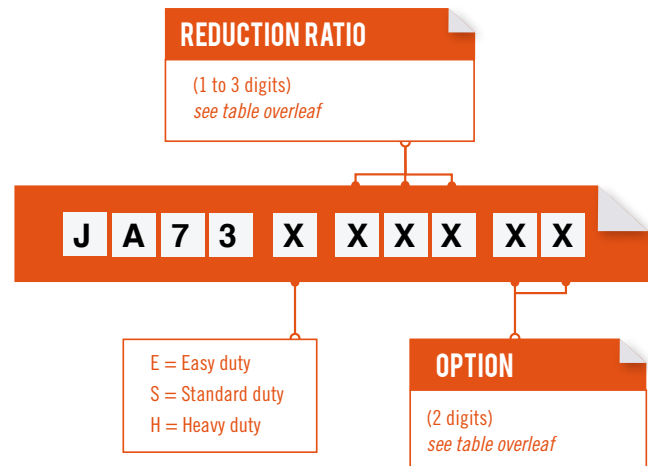 REDUCTION RATIO
(1 to 3 digits)
see table overleaf
J A 7 3 X X X X X X
E = Easy duty
S = Standard duty
H = Heavy duty
OPTION
(2 digits)
see table overleaf